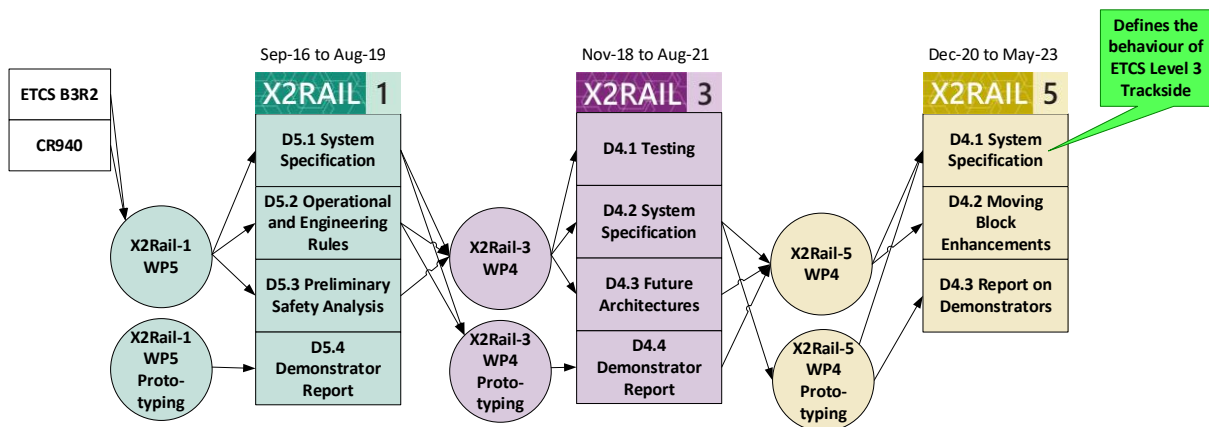 Sep-16 to Aug-19
Nov-18 to Aug-21
Dec-20 to May-23
Defines the
behaviour of
ETCS Level 3
Trackside
ETCS B3R2
CR940
X2RAIL 1
X2RAIL 3
X2RAIL 5
X2Rail-1
WP5
X2Rail-1
WP5
Proto-
typing
D5.1 System
Specification
D5.2 Operational
and Engineering
Rules
D5.3 Preliminary
Safety Analysis
D5.4
Demonstrator
Report
X2Rail-3
WP4
X2Rail-3
WP4
Proto-
typing
D4.1 Testing
D4.2 System
Specification
D4.3 Future
Architectures
D4.4
Demonstrator
Report
X2Rail-5
WP4
X2Rail-5
WP4
Proto-
typing
D4.1 System
Specification
D4.2 Moving
Block
Enhancements
D4.3 Report on
Demonstrators